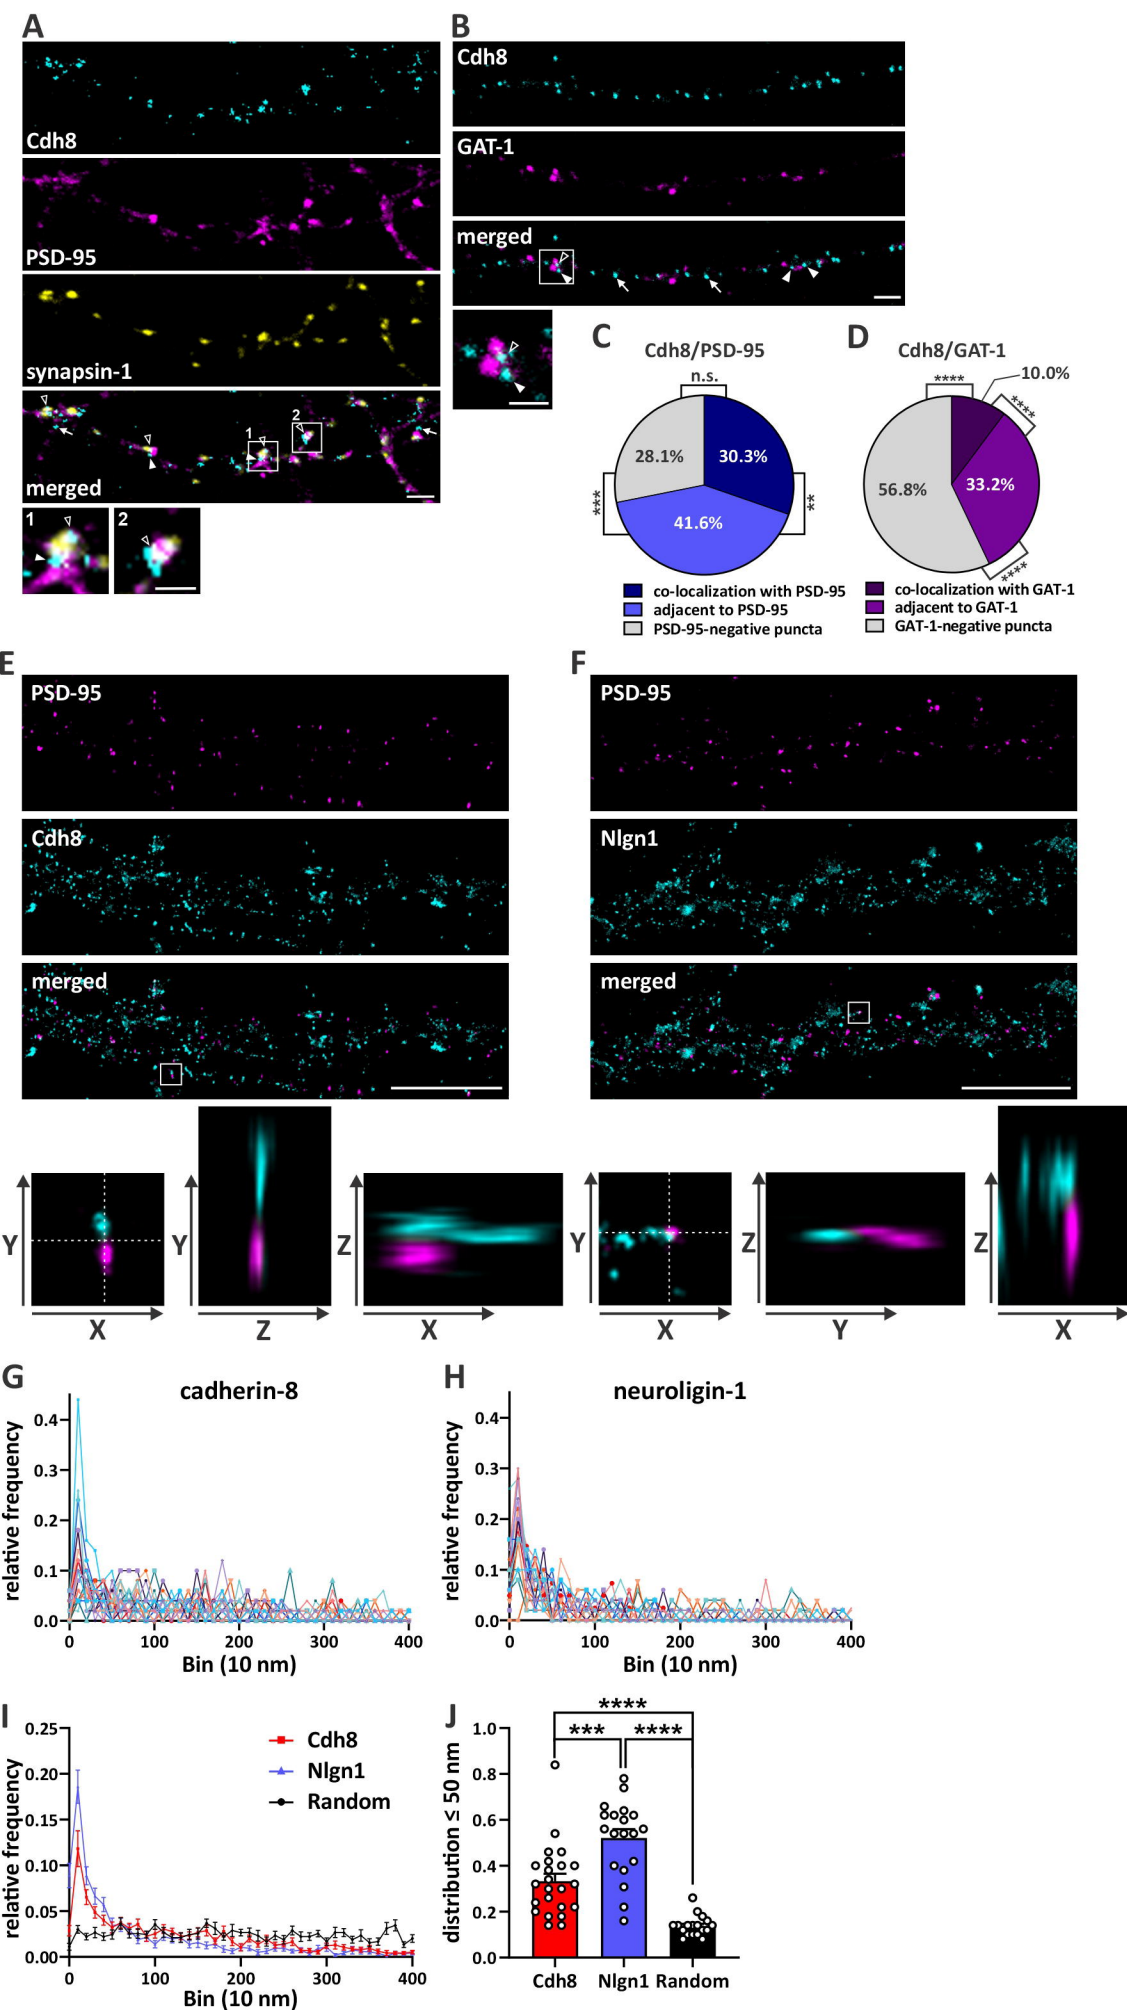 A
Cdh8
PSD-95
synapsin-1
merged
1
2
1
2
B
Cdh8
GAT-1
merged
C
Cdh8/PSD-95
n.s.
28.1%
30.3%
41.6%
***
**
co-localization with PSD-95
adjacent to PSD-95
PSD-95-negative puncta
D
Cdh8/GAT-1
****
10.0%
****
56.8%
33.2%
****
co-localization with GAT-1
adjacent to GAT-1
GAT-1-negative puncta
E
PSD-95
Cdh8
merged
Y
X
Y
Z
Z
X
F
PSD-95
Nlgn1
merged
Y
X
Z
Y
Z
X
G
cadherin-8
relative frequency
0.4
0.3
0.2
0.1
0.0
0 100 200 300 400
Bin (10 nm)
H
neuroligin-1
relative frequency
0.4
0.3
0.2
0.1
0.0
0 100 200 300 400
Bin (10 nm)
I
relative frequency
0.25
0.20
0.15
0.10
0.05
0.00
0 100 200 300 400
Bin (10 nm)
Cdh8
Nlgn1
Random
J
distribution ≤ 50 nm
1.0
0.8
0.6
0.4
0.2
0.0
****
*** ****
Cdh8 Nlgn1 Random